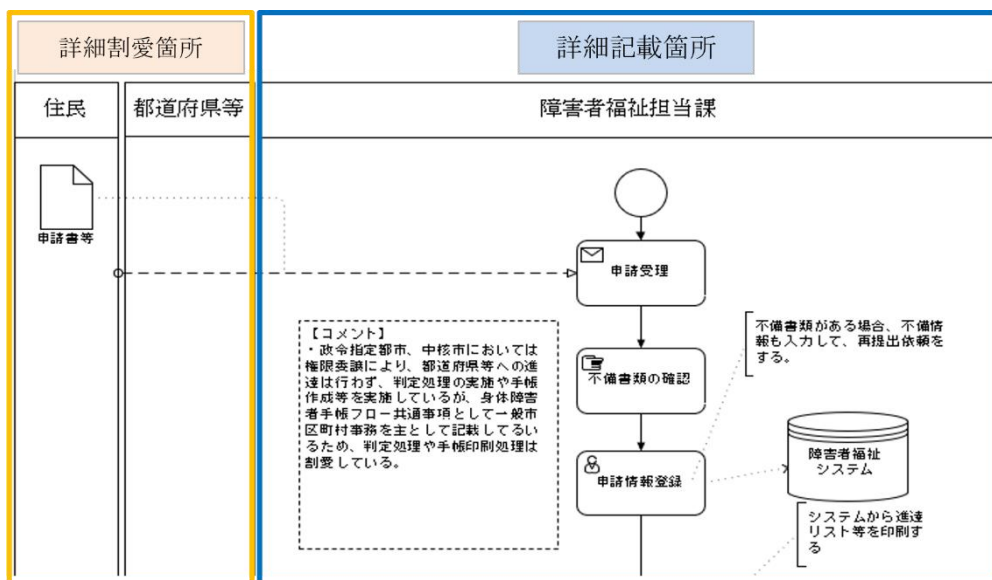 詳細割愛箇所
詳細記載箇所
住民
都道府県等
障害者福祉担当課
申請書等
申請受理
【コメント】
・政令指定都市、中核市においては
権限委譲により、都道府県等への進
達は行わず、判定処理の実施や手帳
作成等を実施しているが、身体障害
者手帳フロー共通事項として一般市
区町村事務を主として記載してるい
るため、判定処理や手帳印刷処理は
割愛している。
不備書類の確認
不備書類がある場合、不備情
報も入力して、再提出依頼を
する。
申請情報登録
障害者福祉
システム
システムから進達
リスト等を印刷す
る